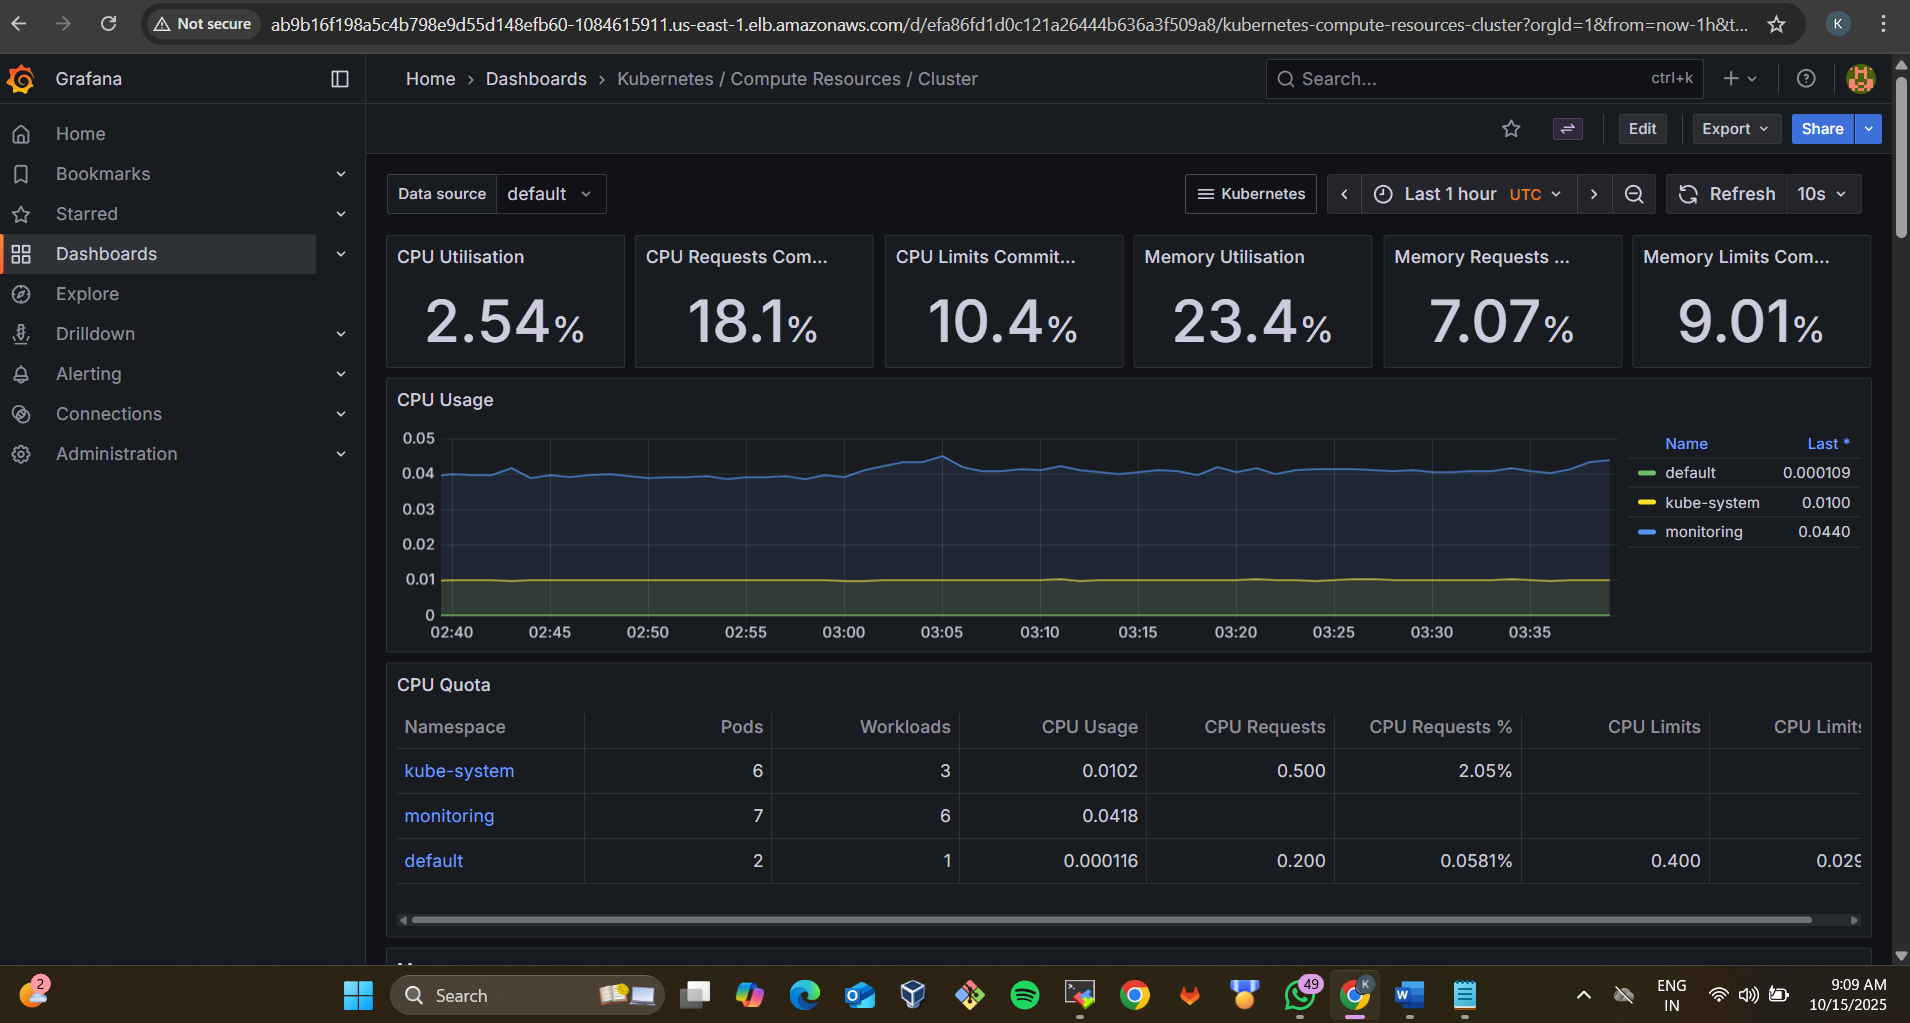 Not secure
ab9b16f198a5c4b798e9d55d148efb60-1084615911.us-east-1.elb.amazonaws.com/d/efa86fd1d0c121a26444b636a3f509a8/kubernetes-compute-resources-cluster?orgId=1&from=now-1h&t...
K
Grafana
Home › Dashboards › Kubernetes / Compute Resources / Cluster
Search... ctrl+k
Home
Bookmarks
Starred
Dashboards
Explore
Drilldown
Alerting
Connections
Administration
Edit Export Share
Data source default
Kubernetes Last 1 hour UTC Refresh 10s
CPU Utilisation
2.54%
CPU Requests Com...
18.1%
CPU Limits Commit...
10.4%
Memory Utilisation
23.4%
Memory Requests ...
7.07%
Memory Limits Com...
9.01%
CPU Usage
0.05
0.04
0.03
0.02
0.01
0
02:40 02:45 02:50 02:55 03:00 03:05 03:10 03:15 03:20 03:25 03:30 03:35
Name Last *
default 0.000109
kube-system 0.0100
monitoring 0.0440
CPU Quota
Namespace Pods Workloads CPU Usage CPU Requests CPU Requests % CPU Limits CPU Limits
kube-system 6 3 0.0102 0.500 2.05%
monitoring 7 6 0.0418
default 2 1 0.000116 0.200 0.0581% 0.400 0.029
2
Search
49
K
ENG
IN
9:09 AM
10/15/2025